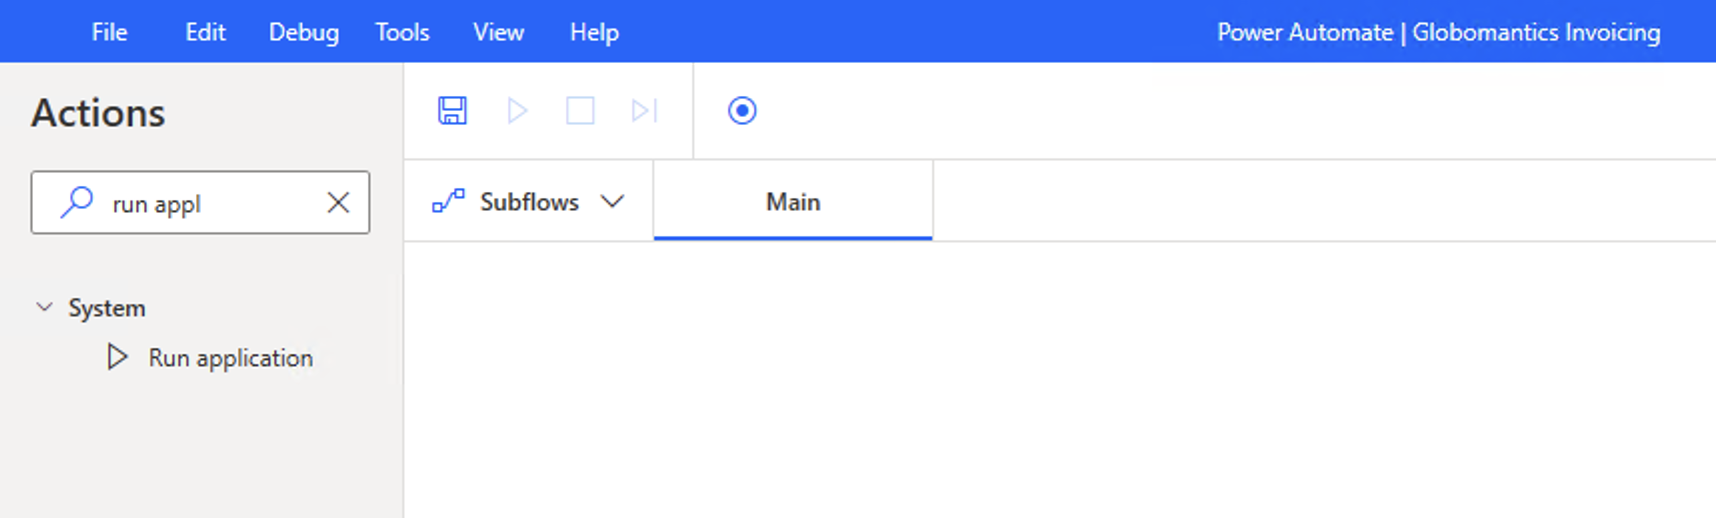 File Edit Debug Tools View Help Power Automate | Globomantics Invoicing
Actions
run appl
Subflows Main
System
Run application